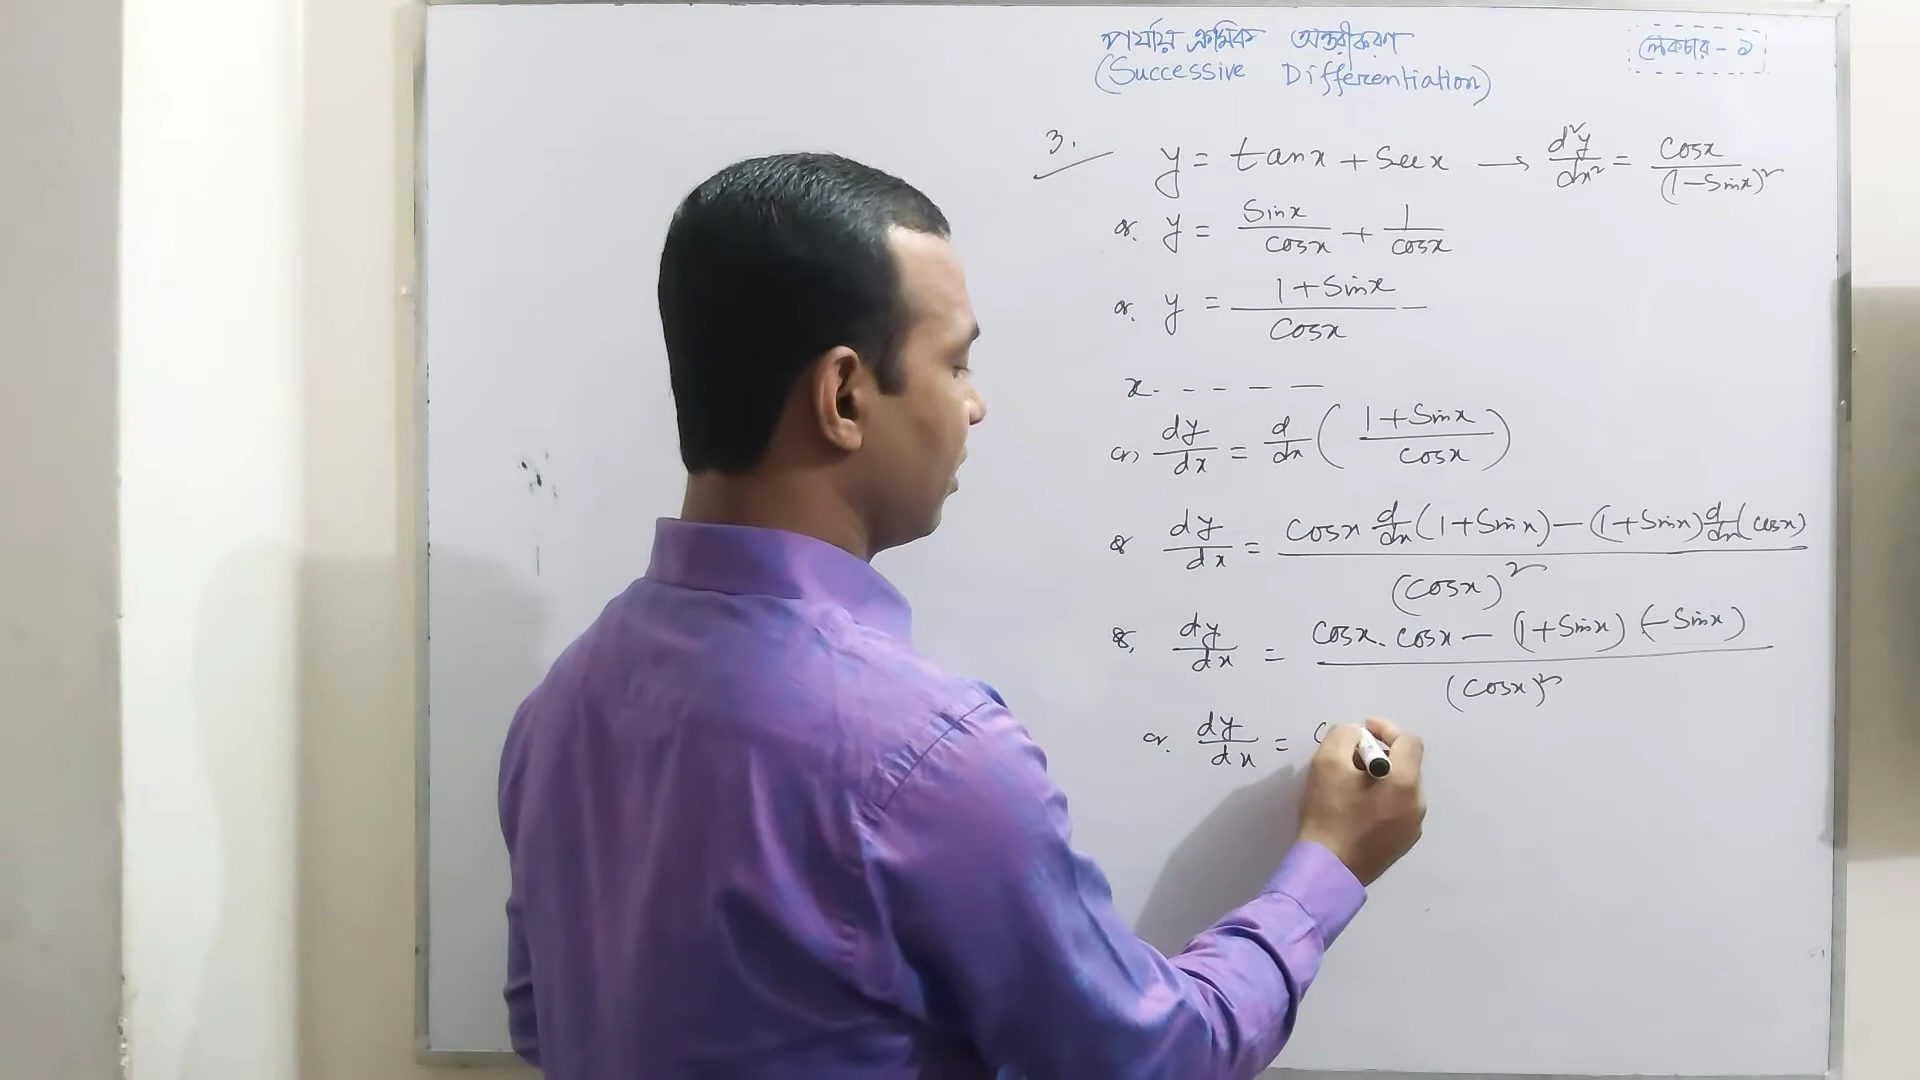 পর্যায় ক্রমিক অন্তরীকরণ
(Successive Differentiation)
লেকচার - ১
3. y = tanx + Secx → d²y/dx² = Cosx/(1-Sinx)²
or. y = Sinx/cosx + 1/cosx
or. y = 1+Sinx/Cosx
x. - - - -
or, dy/dx = d/dx (1+Sinx/cosx)
or dy/dx = Cosx d/dx (1+Sinx) - (1+Sinx) d/dx (cosx)/(cosx)²
or, dy/dx = Cosx. Cosx - (1+Sinx) (-Sinx)/(Cosx)²
or. dy/dx = C